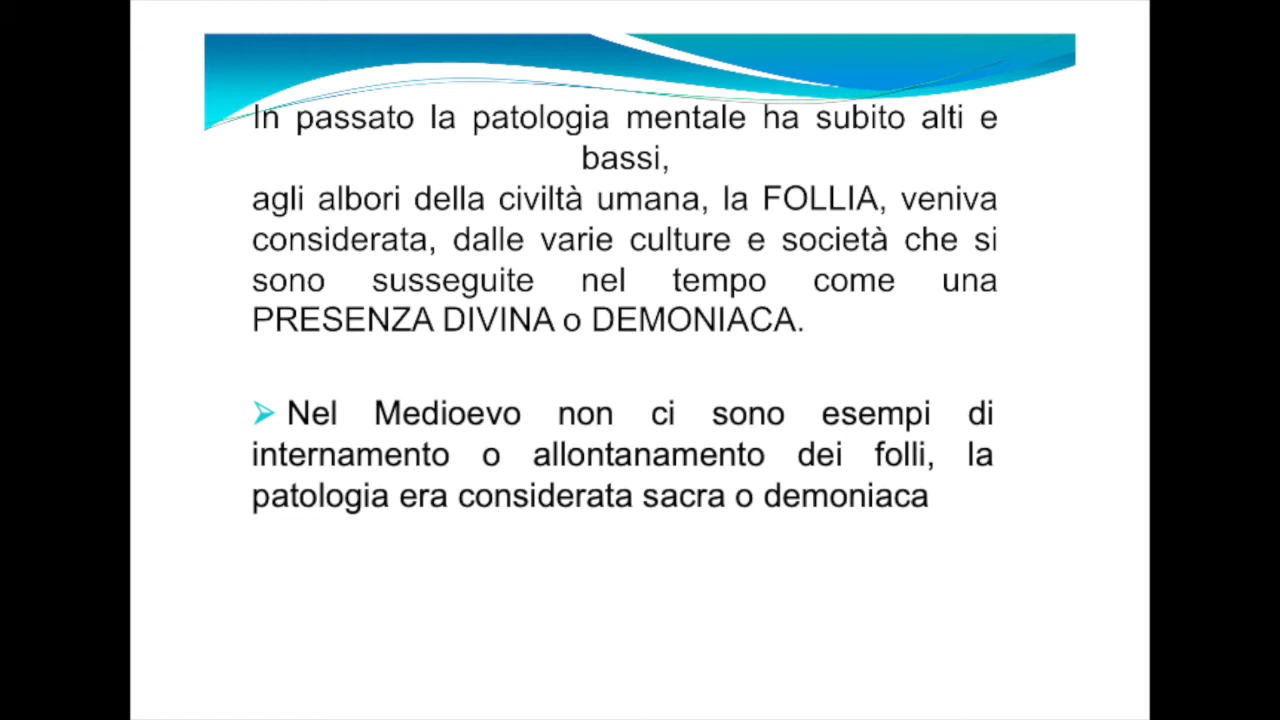 In passato la patologia mentale ha subito alti e
bassi,
agli albori della civiltà umana, la FOLLIA, veniva
considerata, dalle varie culture e società che si
sono susseguite nel tempo come una
PRESENZA DIVINA o DEMONIACA.
Nel Medioevo non ci sono esempi di
internamento o allontanamento dei folli, la
patologia era considerata sacra o demoniaca